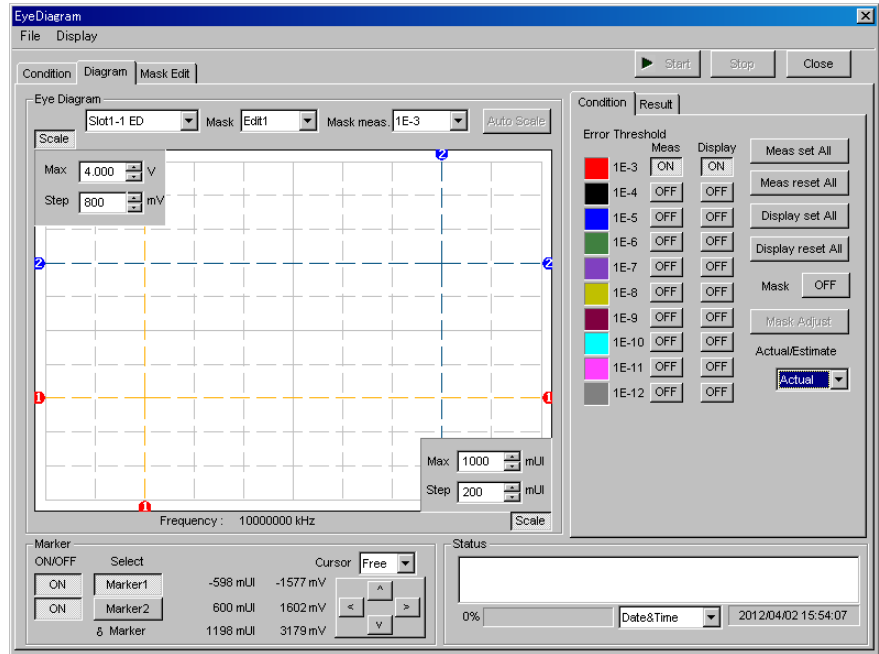 EyeDiagram
File Display
Start Stop Close
Condition Diagram Mask Edit
Eye Diagram
Slot1-1 ED Mask Edit1 Mask meas. 1E-3 Auto Scale
Scale
Max 4.000 V
Step 800 mV
2
2 2
1 1
1
Max 1000 mUI
Step 200 mUI
Frequency : 10000000 kHz Scale
Condition Result
Error Threshold
Meas Display
1E-3 ON ON
1E-4 OFF OFF
1E-5 OFF OFF
1E-6 OFF OFF
1E-7 OFF OFF
1E-8 OFF OFF
1E-9 OFF OFF
1E-10 OFF OFF
1E-11 OFF OFF
1E-12 OFF OFF
Meas set All
Meas reset All
Display set All
Display reset All
Mask OFF
Mask Adjust
Actual/Estimate
Actual
Marker
ON/OFF Select Cursor Free
ON Marker1 -598 mUI -1577 mV
ON Marker2 600 mUI 1602 mV
δ Marker 1198 mUI 3179 mV
^
< >
v
Status
0% Date&Time 2012/04/02 15:54:07